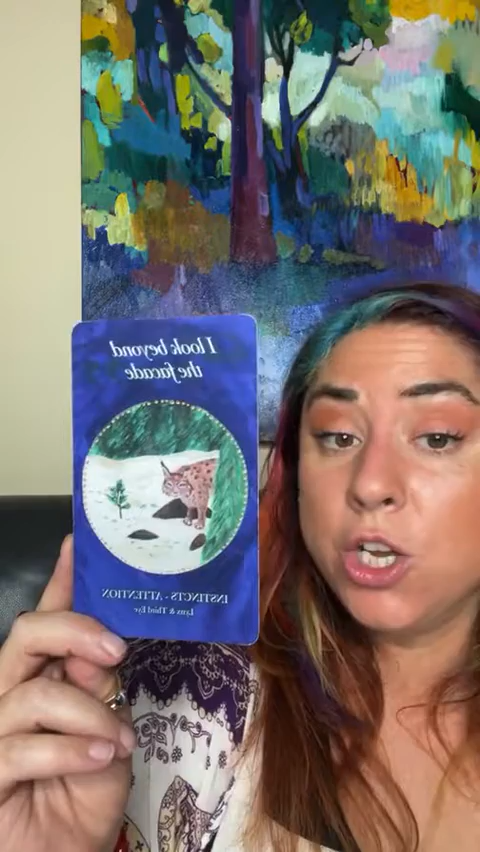 I look beyond
the facade
INSTINCTS - ATTENTION
Lynx & Third Eye